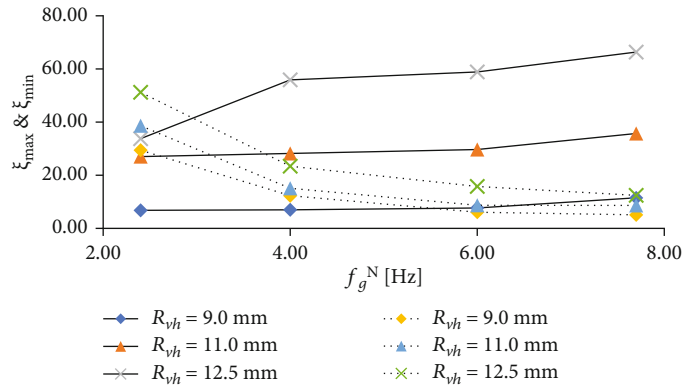 80.00
60.00
40.00
20.00
0.00
ξmax & ξmin
2.00 4.00 6.00 8.00
fgN [Hz]
Rvh = 9.0 mm Rvh = 9.0 mm
Rvh = 11.0 mm Rvh = 11.0 mm
Rvh = 12.5 mm Rvh = 12.5 mm